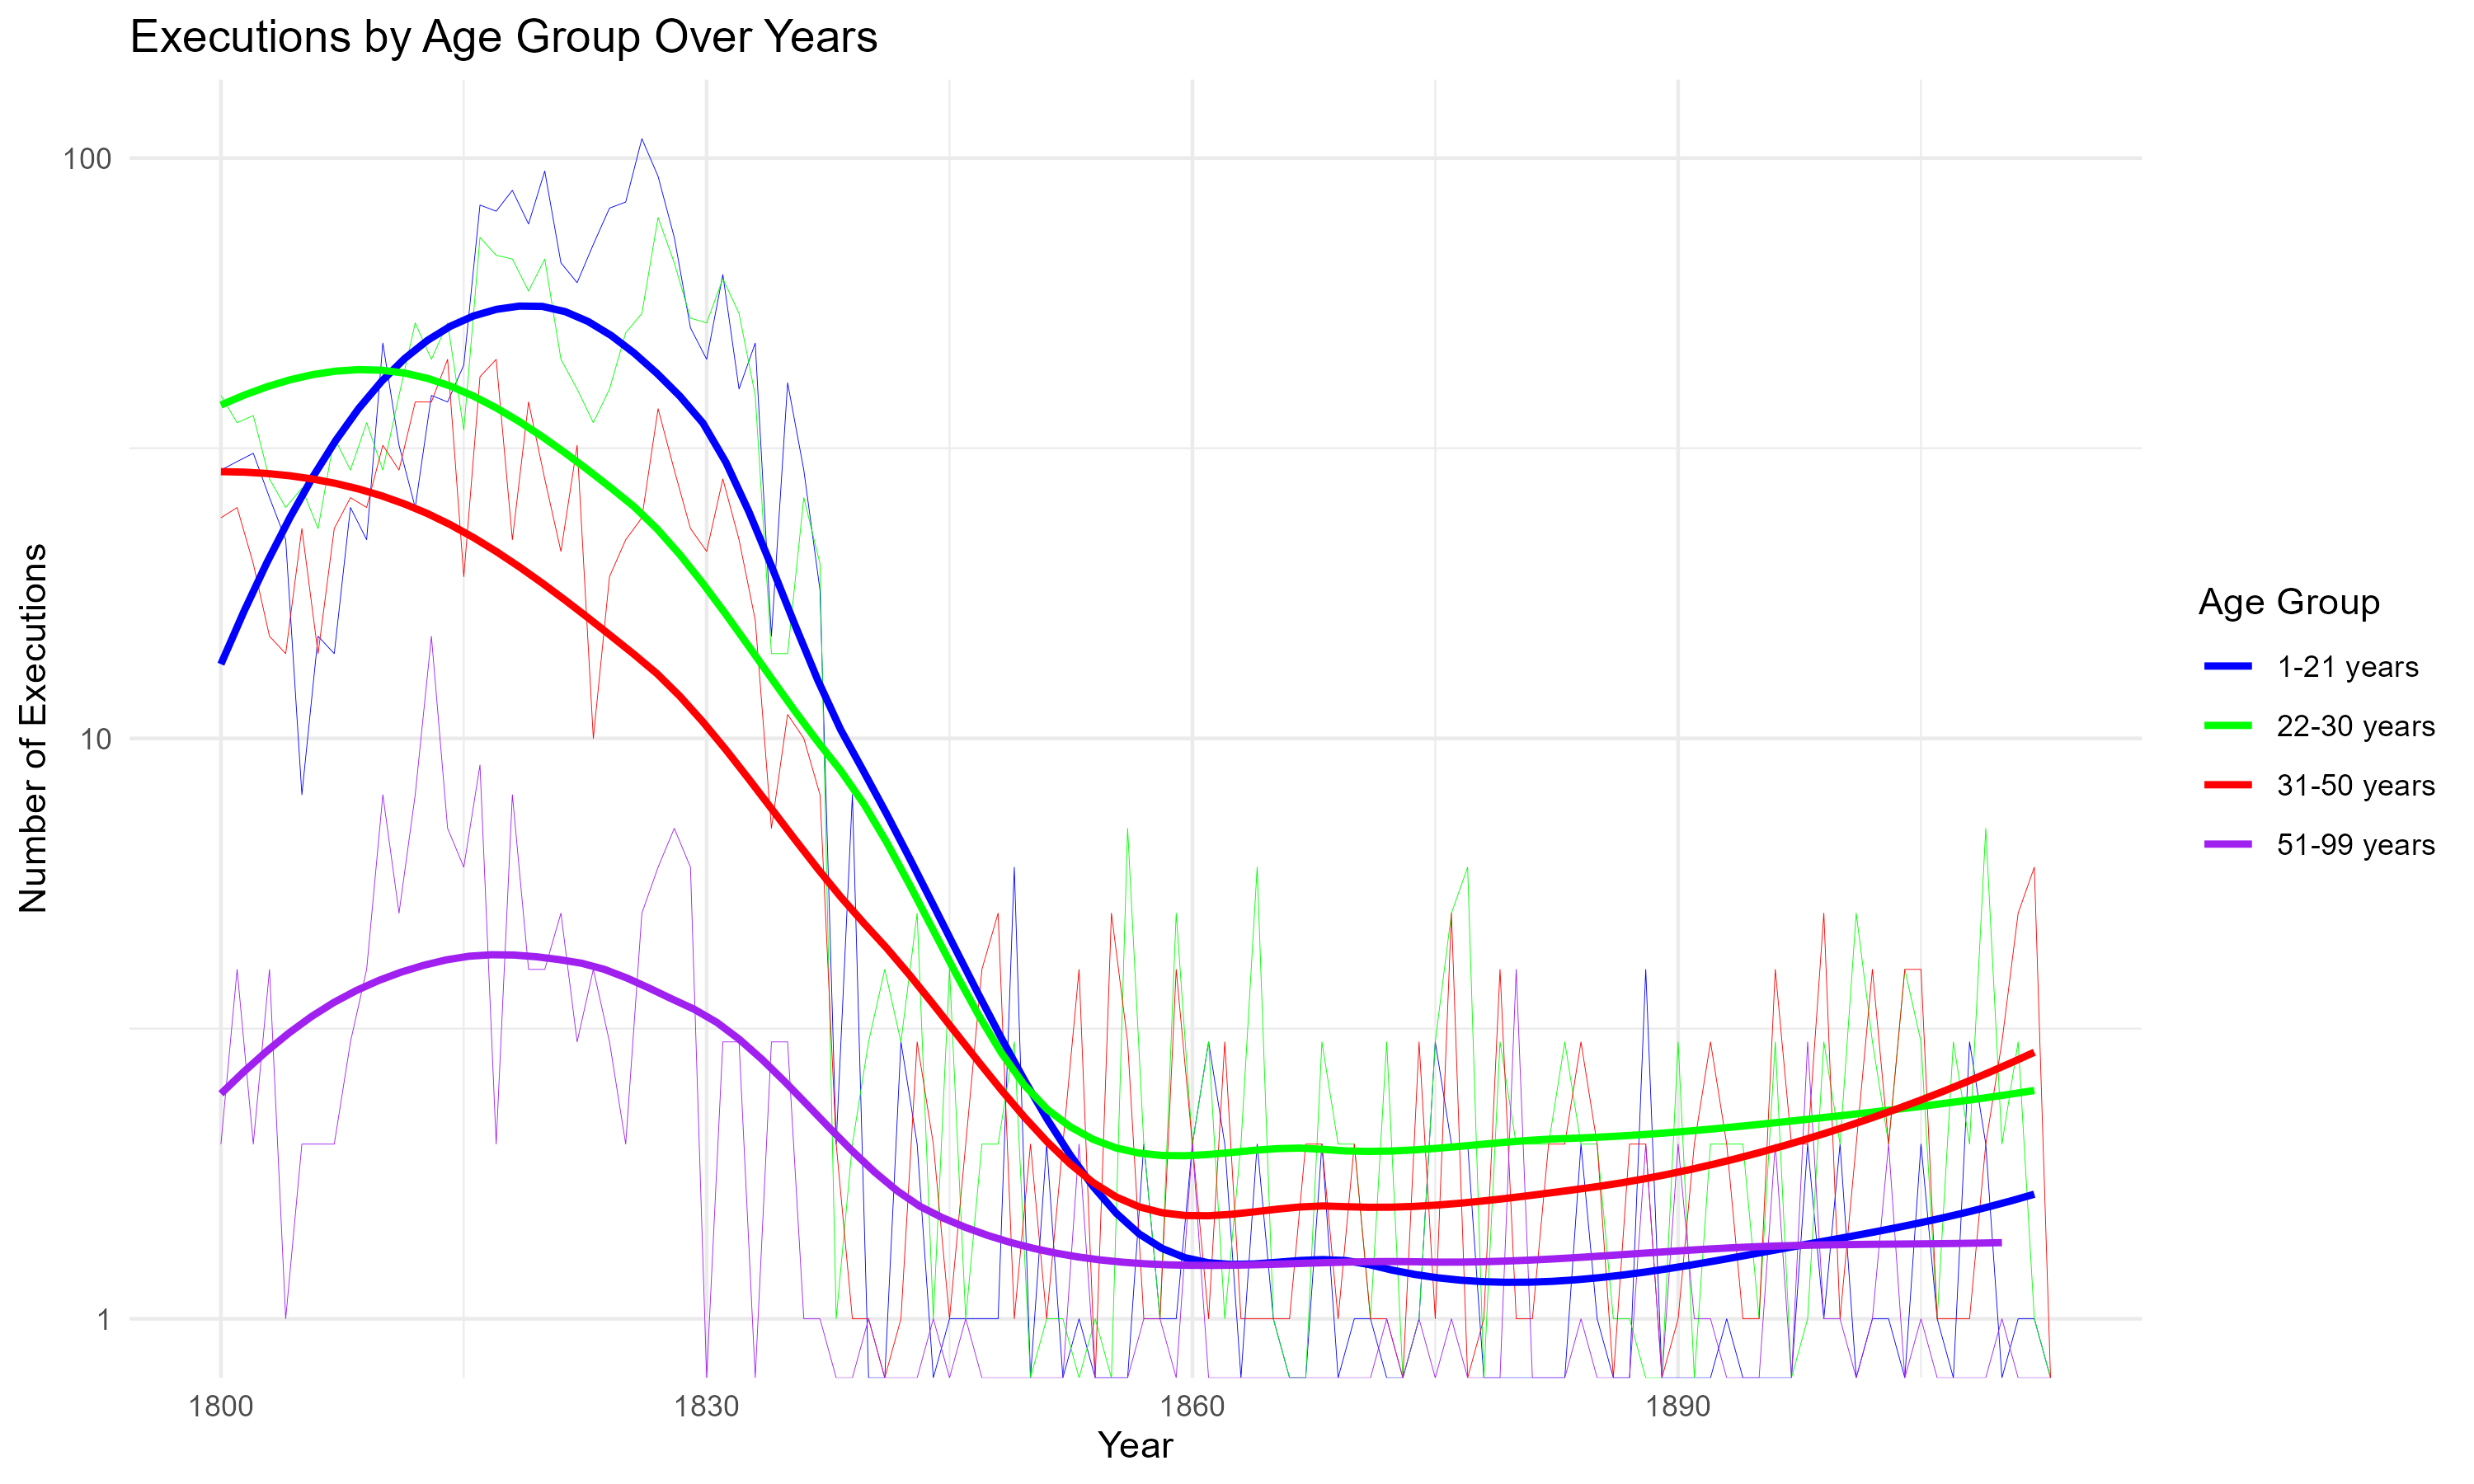 Executions by Age Group Over Years
100
10
1
Number of Executions
1800
1830
1860
1890
Year
Age Group
1-21 years
22-30 years
31-50 years
51-99 years